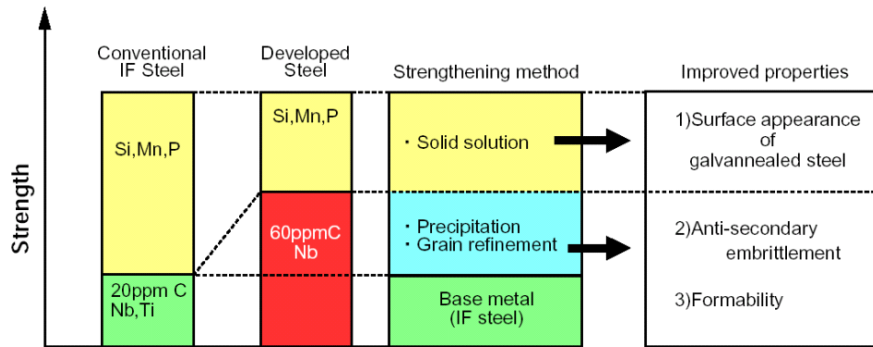 Strength
Conventional
IF Steel
Developed
Steel
Strengthening method
Improved properties
Si,Mn,P
20ppm C
Nb,Ti
Si,Mn,P
60ppmC
Nb
・Solid solution
・Precipitation
・Grain refinement
Base metal
(IF steel)
1)Surface appearance
of
galvannealed steel
2)Anti-secondary
embrittlement
3)Formability